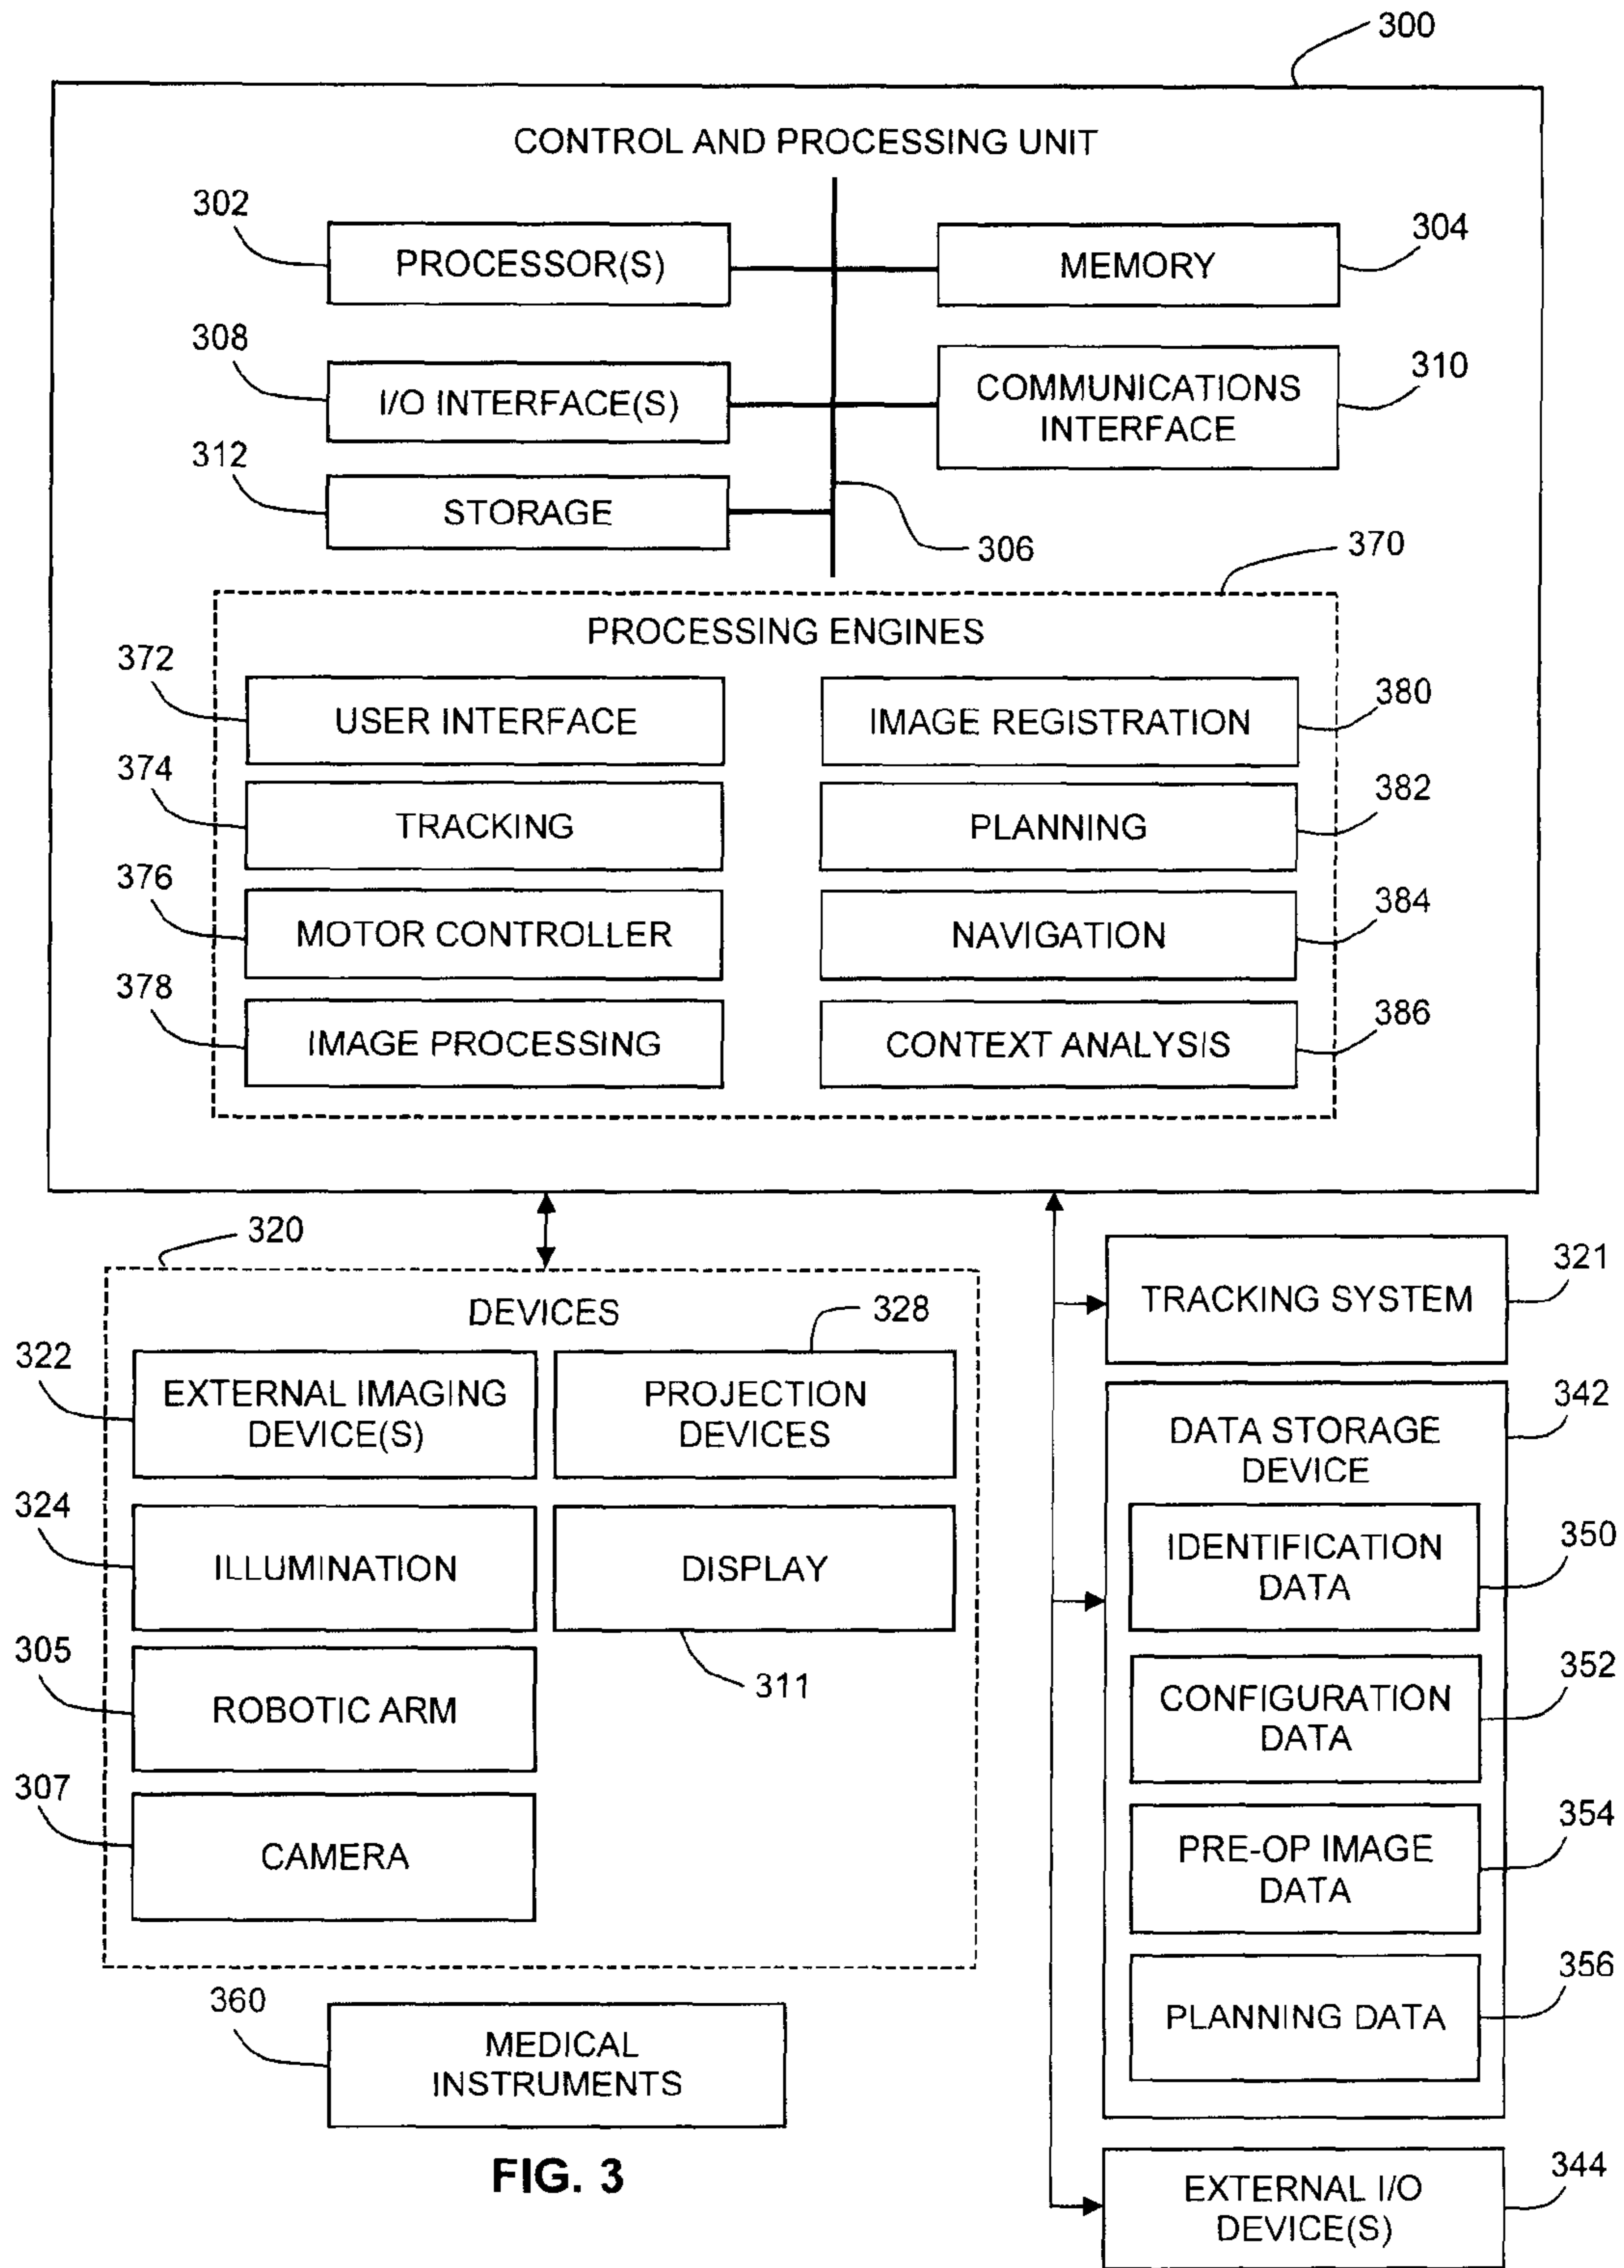 300
CONTROL AND PROCESSING UNIT
302
PROCESSOR(S)
MEMORY
304
308
I/O INTERFACE(S)
COMMUNICATIONS
INTERFACE
310
312
STORAGE
306
370
PROCESSING ENGINES
372
USER INTERFACE
IMAGE REGISTRATION
380
374
TRACKING
PLANNING
382
376
MOTOR CONTROLLER
NAVIGATION
384
378
IMAGE PROCESSING
CONTEXT ANALYSIS
386
320
DEVICES
328
322
EXTERNAL IMAGING
DEVICE(S)
PROJECTION
DEVICES
324
ILLUMINATION
DISPLAY
311
305
ROBOTIC ARM
307
CAMERA
360
MEDICAL
INSTRUMENTS
TRACKING SYSTEM
321
342
DATA STORAGE
DEVICE
IDENTIFICATION
DATA
350
CONFIGURATION
DATA
352
PRE-OP IMAGE
DATA
354
PLANNING DATA
356
EXTERNAL I/O
DEVICE(S)
344
FIG. 3